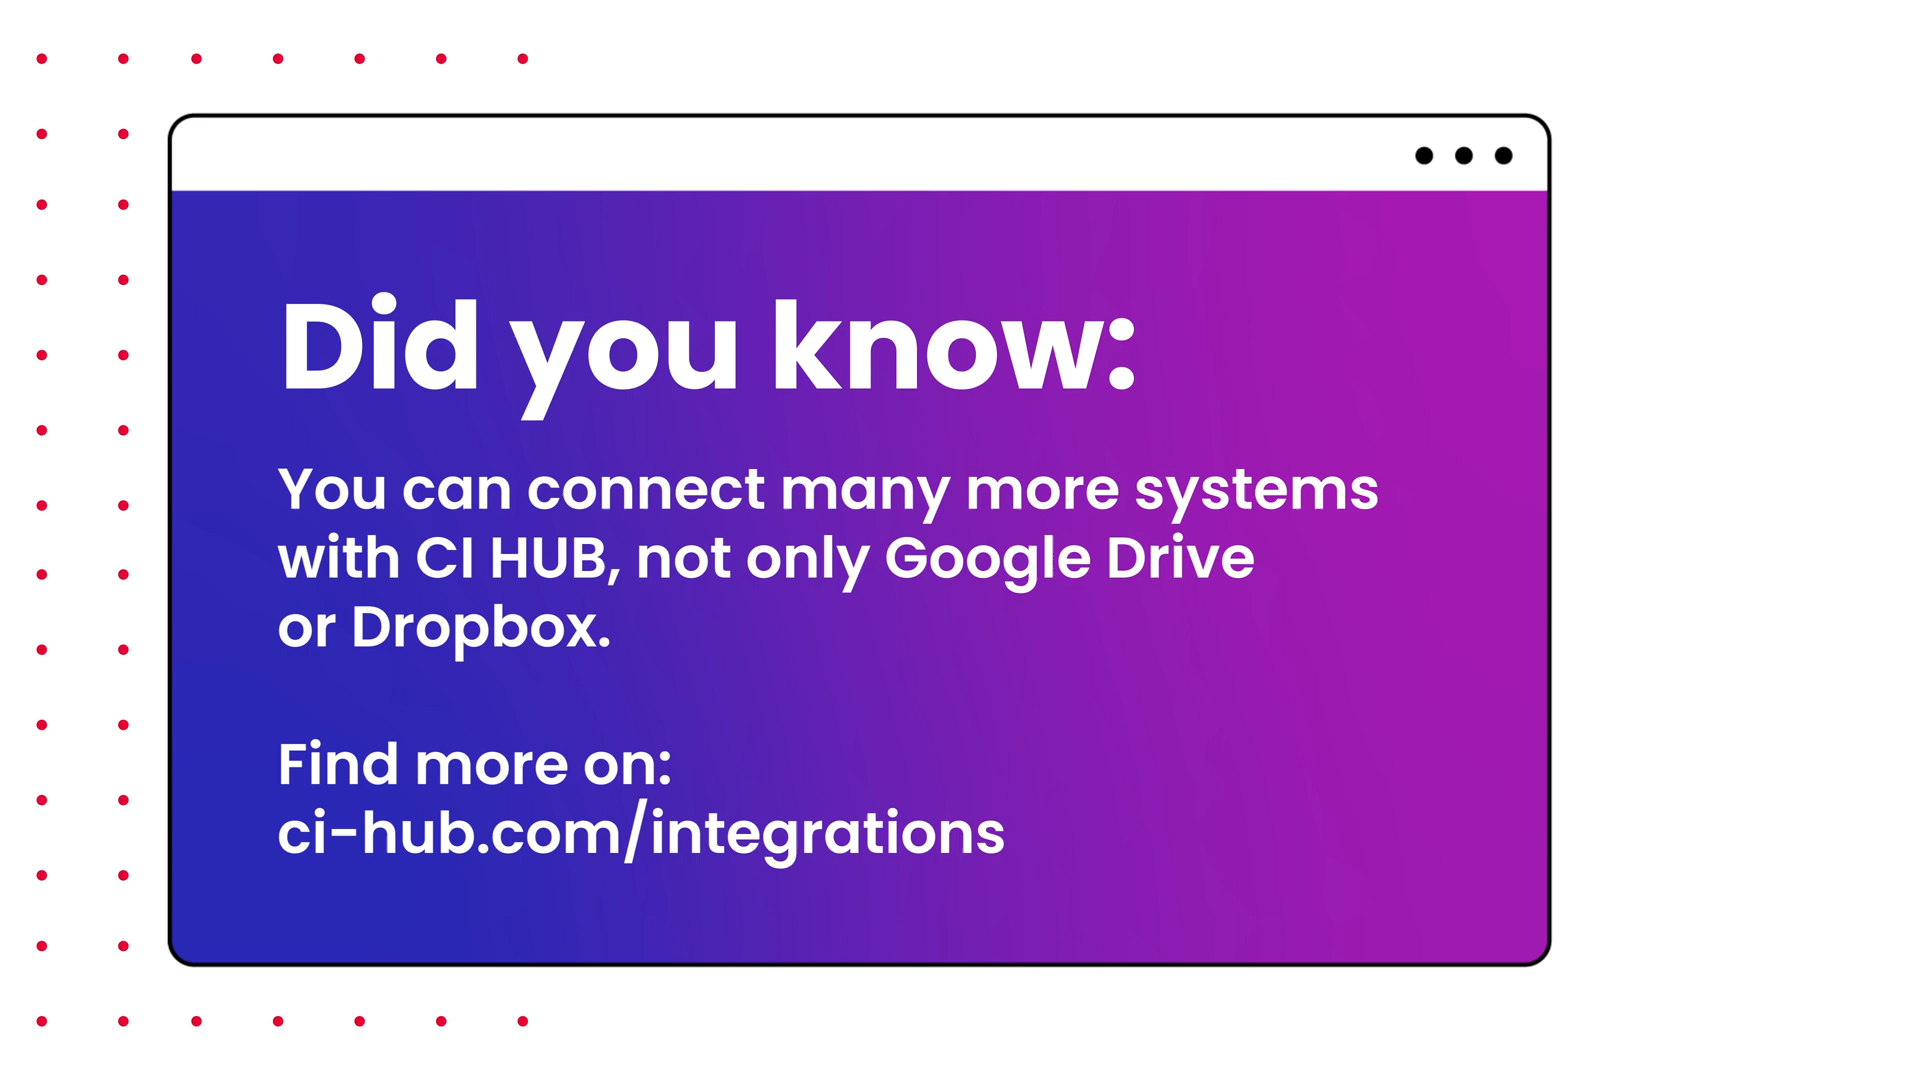 Did you know:
You can connect many more systems
with CI HUB, not only Google Drive
or Dropbox.
Find more on:
ci-hub.com/integrations